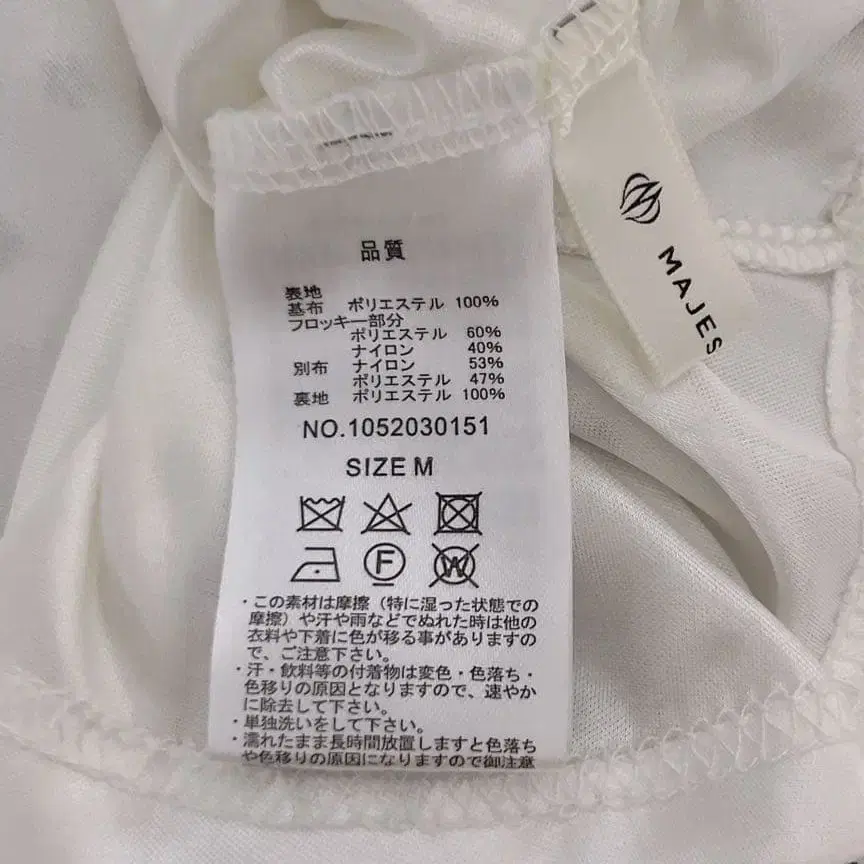 品質
表地
基布 ポリエステル 100%
フロッキー部分
ポリエステル 60%
ナイロン 40%
別布 ナイロン 53%
ポリエステル 47%
裏地 ポリエステル 100%
NO.1052030151
SIZE M
F
W
・この素材は摩擦(特に湿った状態での
摩擦)や汗や雨などでぬれた時は他の
衣料や下着に色が移る事がありますの
で、ご注意下さい。
・汗・飲料等の付着物は変色・色落ち・
色移りの原因となりますので、速やか
に除去して下さい。
・単独洗いをして下さい。
・濡れたまま長時間放置しますと色落ち
や色移りの原因になりますので御注意
MAJES